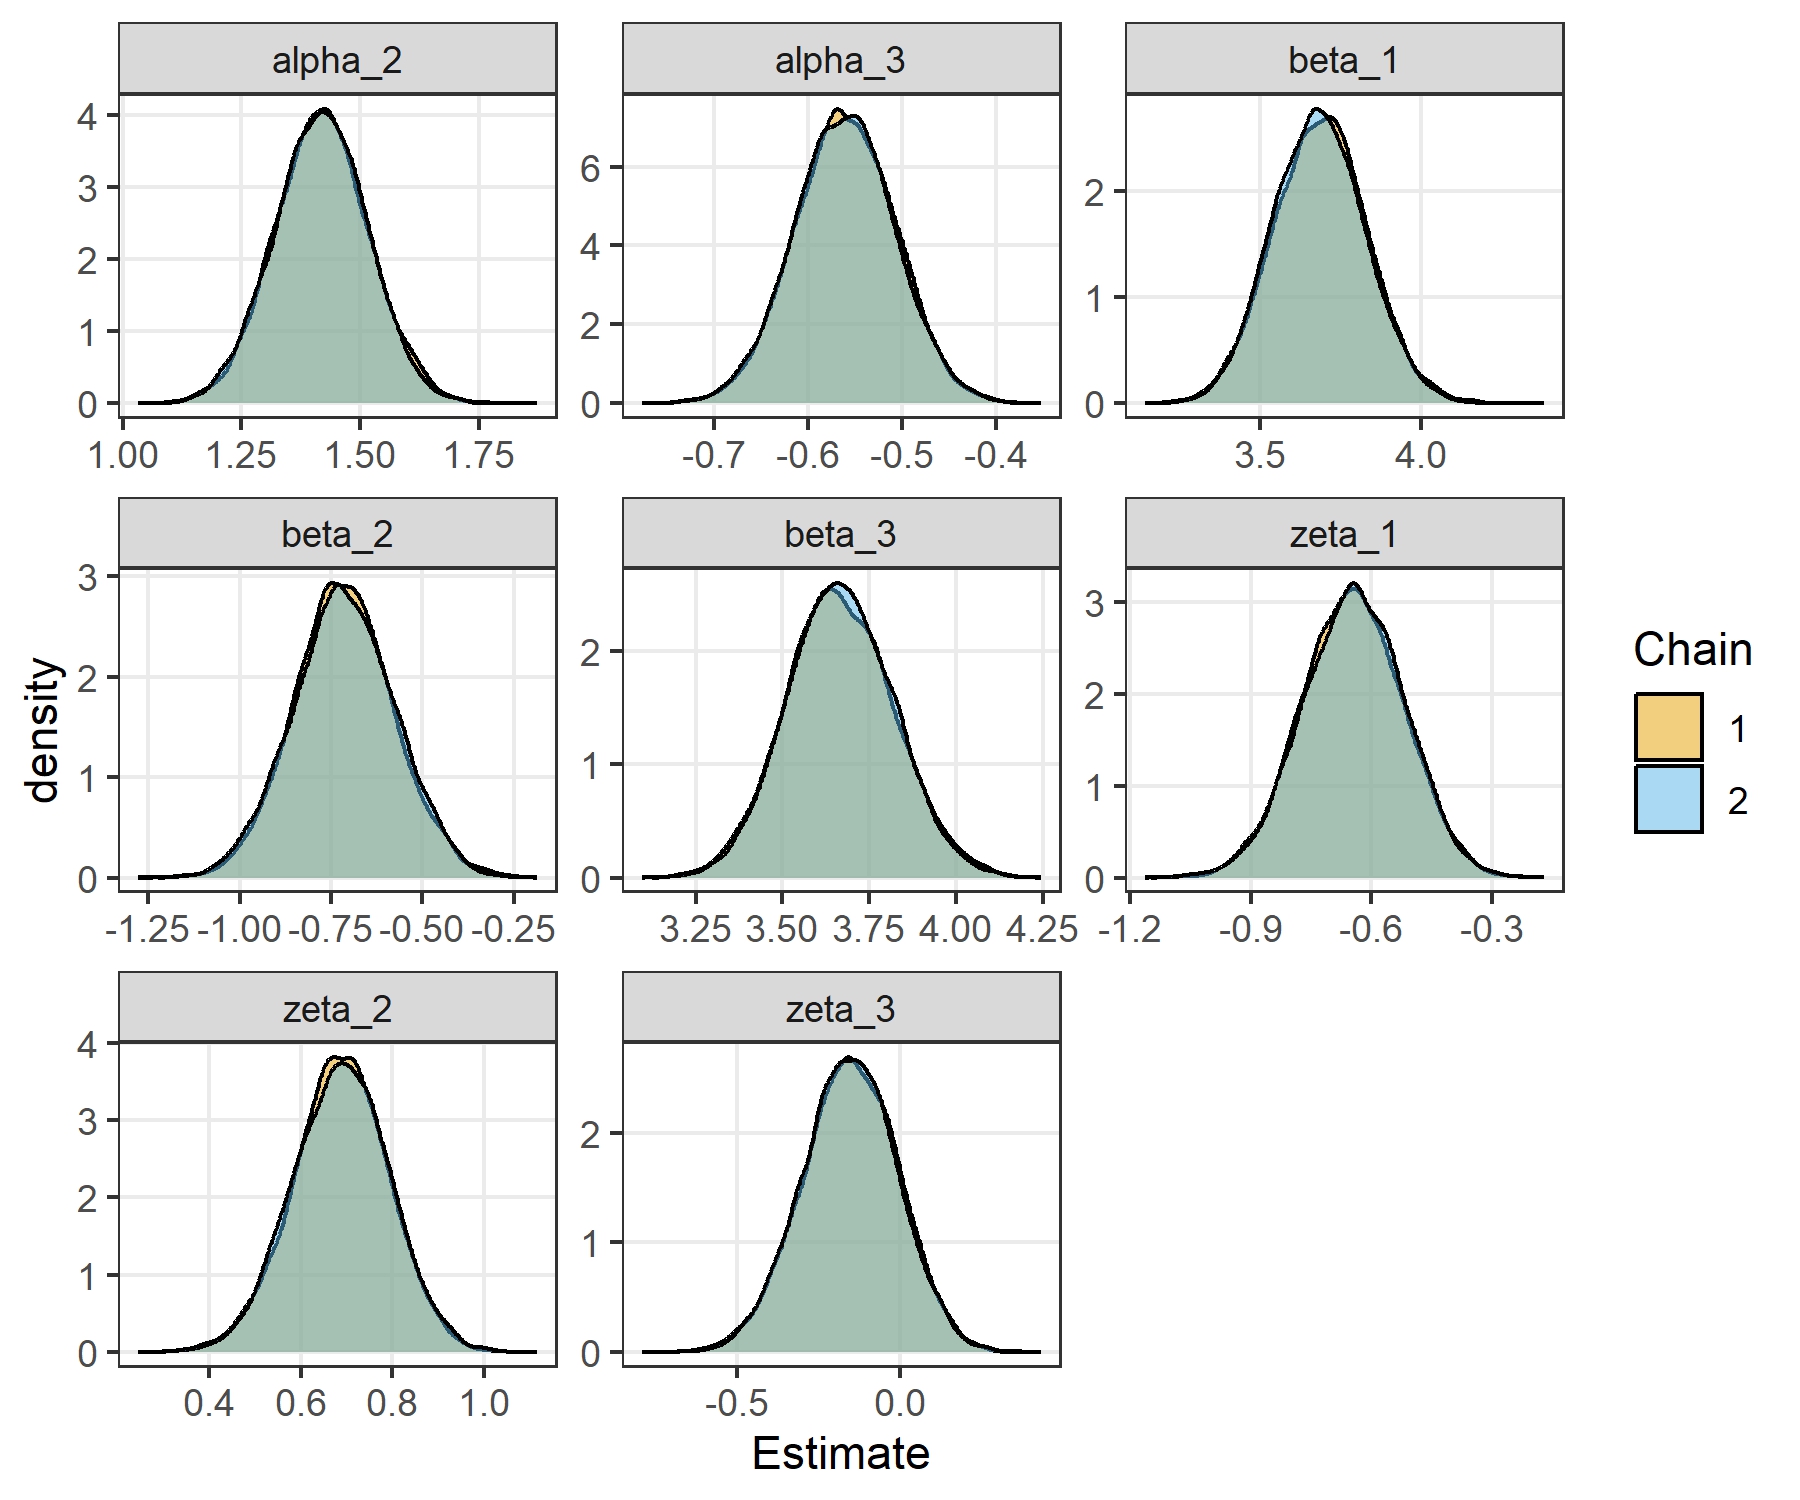 alpha_2 alpha_3 beta_1
4 6 2
3 4
2 2 1
1
0 0 0
1.00 1.25 1.50 1.75 -0.7 -0.6 -0.5 -0.4 3.5 4.0
beta_2 beta_3 zeta_1
3 2 3
2 2
1 1 1
0 0 0
-1.25 -1.00 -0.75 -0.50 -0.25 3.25 3.50 3.75 4.00 4.25 -1.2 -0.9 -0.6 -0.3
zeta_2 zeta_3
4
3 2
2
1 1
0 0
0.4 0.6 0.8 1.0 -0.5 0.0
density
Estimate
Chain
1
2